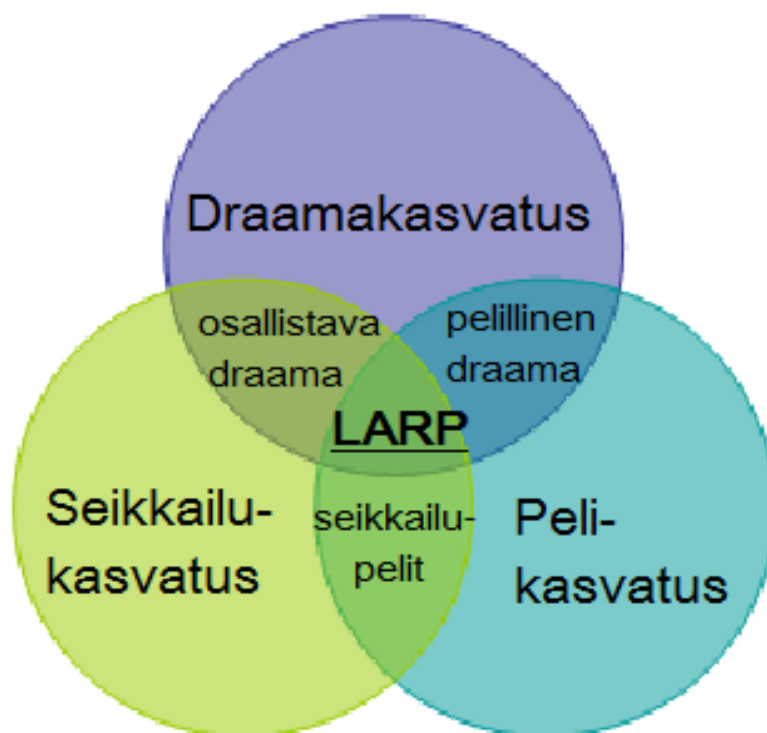 Draamakasvatus
osallistava
draama
pelillinen
draama
LARP
Seikkailu-
kasvatus
seikkailu-
pelit
Peli-
kasvatus